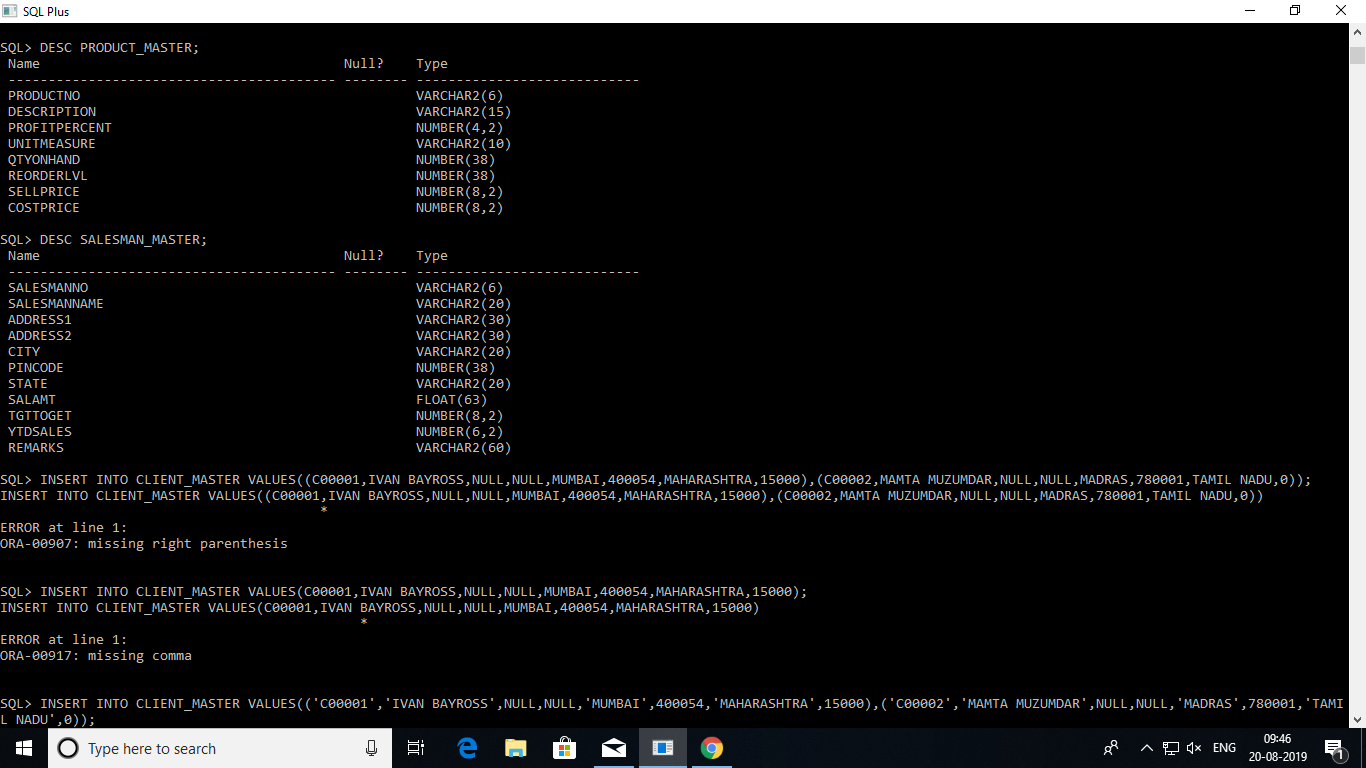 SQL Plus
SQL> DESC PRODUCT_MASTER;
Name Null? Type
----------------------------------------- -------- ----------------------------
PRODUCTNO VARCHAR2(6)
DESCRIPTION VARCHAR2(15)
PROFITPERCENT NUMBER(4,2)
UNITMEASURE VARCHAR2(10)
QTYONHAND NUMBER(38)
REORDERLVL NUMBER(38)
SELLPRICE NUMBER(8,2)
COSTPRICE NUMBER(8,2)
SQL> DESC SALESMAN_MASTER;
Name Null? Type
----------------------------------------- -------- ----------------------------
SALESMANNO VARCHAR2(6)
SALESMANNAME VARCHAR2(20)
ADDRESS1 VARCHAR2(30)
ADDRESS2 VARCHAR2(30)
CITY VARCHAR2(20)
PINCODE NUMBER(38)
STATE VARCHAR2(20)
SALAMT FLOAT(63)
TGTTOGET NUMBER(8,2)
YTDSALES NUMBER(6,2)
REMARKS VARCHAR2(60)
SQL> INSERT INTO CLIENT_MASTER VALUES((C00001,IVAN BAYROSS,NULL,NULL,MUMBAI,400054,MAHARASHTRA,15000),(C00002,MAMTA MUZUMDAR,NULL,NULL,MADRAS,780001,TAMIL NADU,0));
INSERT INTO CLIENT_MASTER VALUES((C00001,IVAN BAYROSS,NULL,NULL,MUMBAI,400054,MAHARASHTRA,15000),(C00002,MAMTA MUZUMDAR,NULL,NULL,MADRAS,780001,TAMIL NADU,0))
*
ERROR at line 1:
ORA-00907: missing right parenthesis
SQL> INSERT INTO CLIENT_MASTER VALUES(C00001,IVAN BAYROSS,NULL,NULL,MUMBAI,400054,MAHARASHTRA,15000);
INSERT INTO CLIENT_MASTER VALUES(C00001,IVAN BAYROSS,NULL,NULL,MUMBAI,400054,MAHARASHTRA,15000)
*
ERROR at line 1:
ORA-00917: missing comma
SQL> INSERT INTO CLIENT_MASTER VALUES(('C00001','IVAN BAYROSS',NULL,NULL,'MUMBAI',400054,'MAHARASHTRA',15000),('C00002','MAMTA MUZUMDAR',NULL,NULL,'MADRAS',780001,'TAMI
L NADU',0));
Type here to search
ENG
09:46
20-08-2019
1